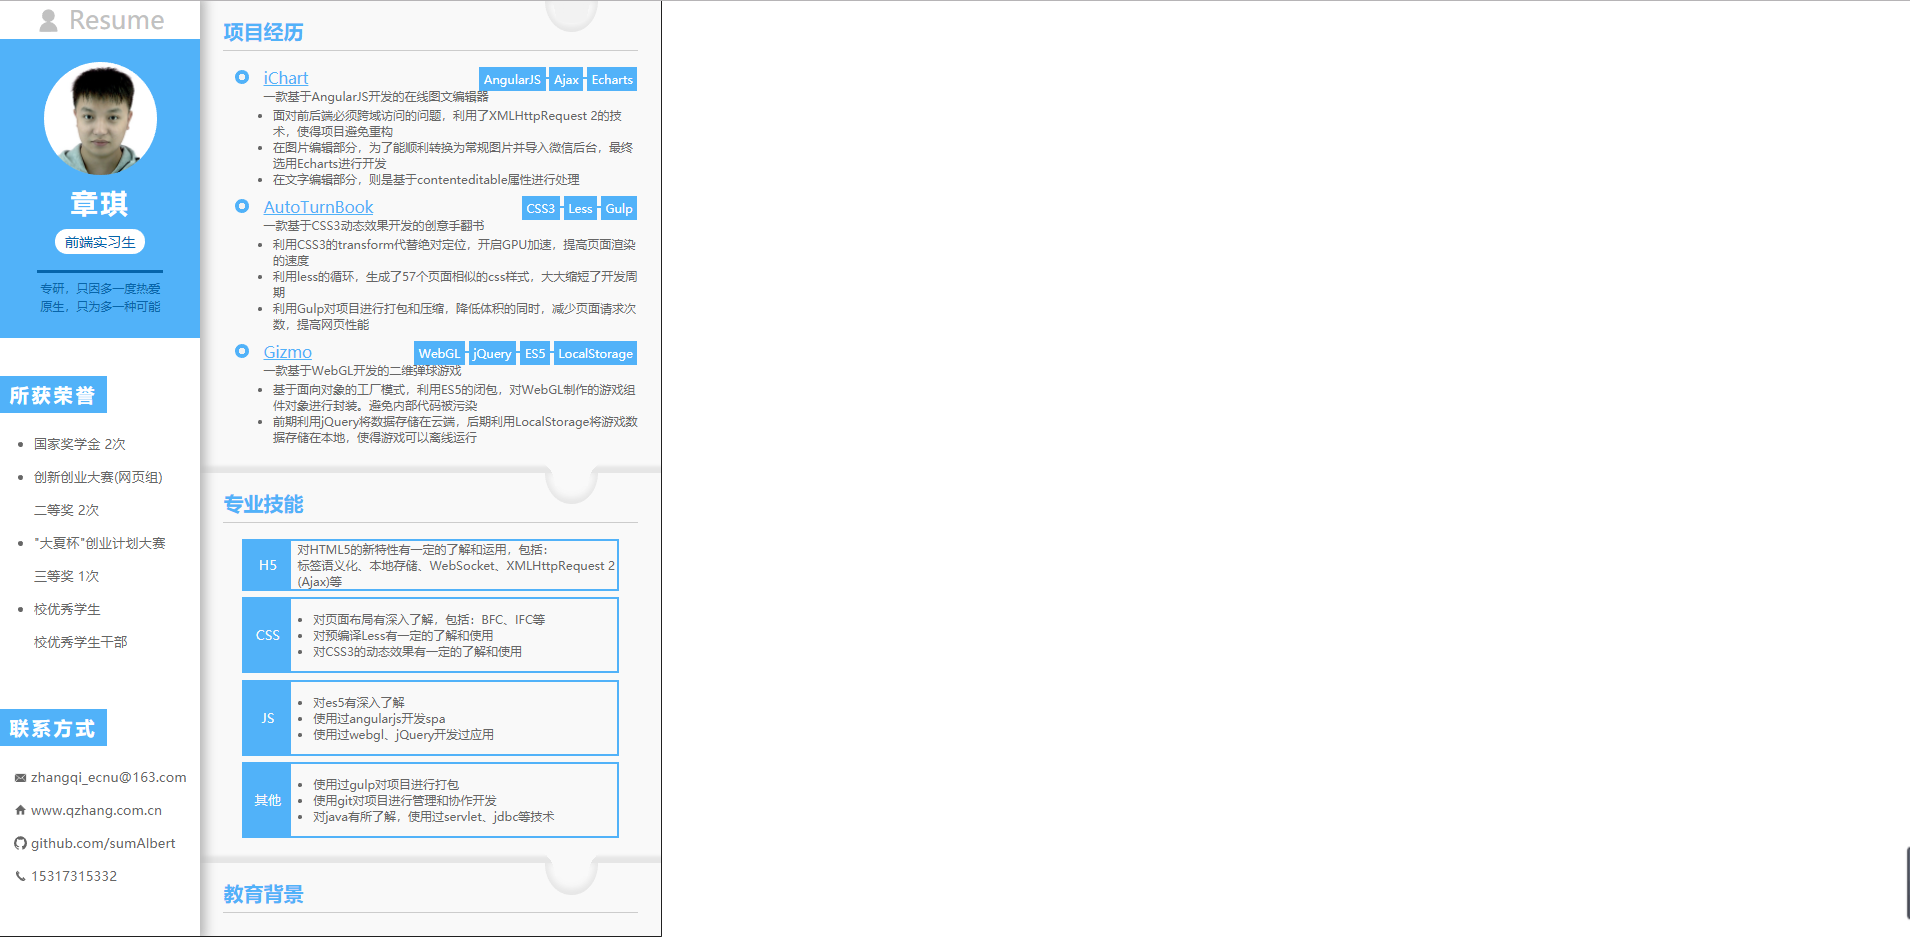 Resume
章琪
前端实习生
专研，只因多一度热爱
原生，只为多一种可能
所获荣誉
国家奖学金 2次
创新创业大赛(网页组)
二等奖 2次
"大夏杯"创业计划大赛
三等奖 1次
校优秀学生
校优秀学生干部
联系方式
zhangqi_ecnu@163.com
www.qzhang.com.cn
github.com/sumAlbert
15317315332
项目经历
iChart AngularJS Ajax Echarts
一款基于AngularJS开发的在线图文编辑器
面对前后端必须跨域访问的问题，利用了XMLHttpRequest 2的技
术，使得项目避免重构
在图片编辑部分，为了能顺利转换为常规图片并导入微信后台，最终
选用Echarts进行开发
在文字编辑部分，则是基于contenteditable属性进行处理
AutoTurnBook CSS3 Less Gulp
一款基于CSS3动态效果开发的创意手翻书
利用CSS3的transform代替绝对定位，开启GPU加速，提高页面渲染
的速度
利用less的循环，生成了57个页面相似的css样式，大大缩短了开发周
期
利用Gulp对项目进行打包和压缩，降低体积的同时，减少页面请求次
数，提高网页性能
Gizmo WebGL jQuery ES5 LocalStorage
一款基于WebGL开发的二维弹球游戏
基于面向对象的工厂模式，利用ES5的闭包，对WebGL制作的游戏组
件对象进行封装。避免内部代码被污染
前期利用jQuery将数据存储在云端，后期利用LocalStorage将游戏数
据存储在本地，使得游戏可以离线运行
专业技能
H5
对HTML5的新特性有一定的了解和运用，包括：
标签语义化、本地存储、WebSocket、XMLHttpRequest 2
(Ajax)等
CSS
对页面布局有深入了解，包括：BFC、IFC等
对预编译Less有一定的了解和使用
对CSS3的动态效果有一定的了解和使用
JS
对es5有深入了解
使用过angularjs开发spa
使用过webgl、jQuery开发过应用
其他
使用过gulp对项目进行打包
使用git对项目进行管理和协作开发
对java有所了解，使用过servlet、jdbc等技术
教育背景